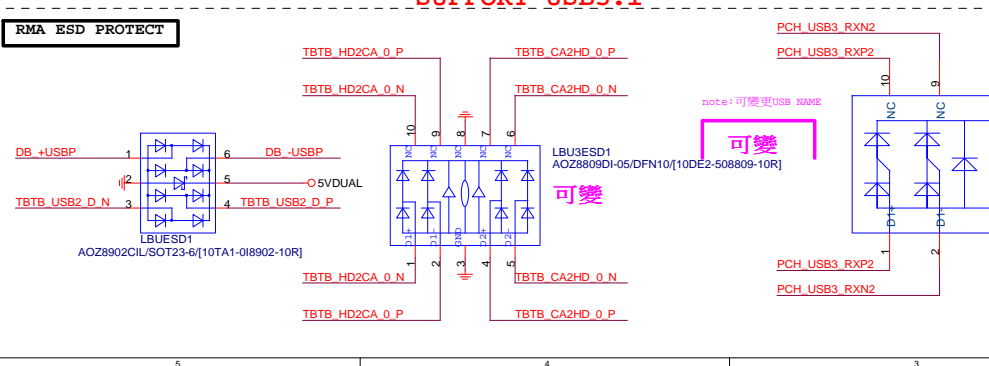 SUPPORT USB3.1
RMA ESD PROTECT
PCH_USB3_RXN2
TBTB_HD2CA_0_P
TBTB_CA2HD_0_P
PCH_USB3_RXP2
TBTB_HD2CA_0_N
TBTB_CA2HD_0_N
10
9
note:可變更USB NAME
10
9
8
7
6
NC
NC
可變
DB_+USBP
1
6
DB_-USBP
NC
NC
NC
NC
LBU3ESD1
AOZ8809DI-05/DFN10/[10DE2-508809-10R]
2
5
5VDUAL
可變
TBTB_USB2_D_N
3
4
TBTB_USB2_D_P
LBUESD1
AOZ8902CIL/SOT23-6/[10TA1-0I8902-10R]
D1+
D1-
GND
D2+
D2-
D1+
D1-
1
2
3
4
5
1
2
TBTB_HD2CA_0_N
TBTB_CA2HD_0_N
PCH_USB3_RXP2
PCH_USB3_RXN2
TBTB_HD2CA_0_P
TBTB_CA2HD_0_P
5
4
3